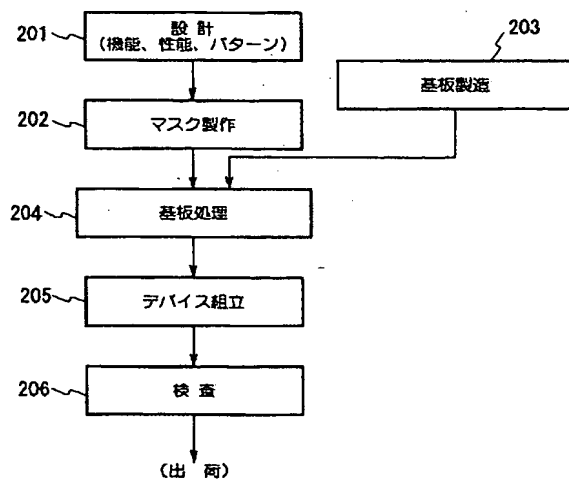 201
設 計
(機能、性能、パターン)
203
基板製造
202
マスク製作
204
基板処理
205
デバイス組立
206
検 査
(出 荷)